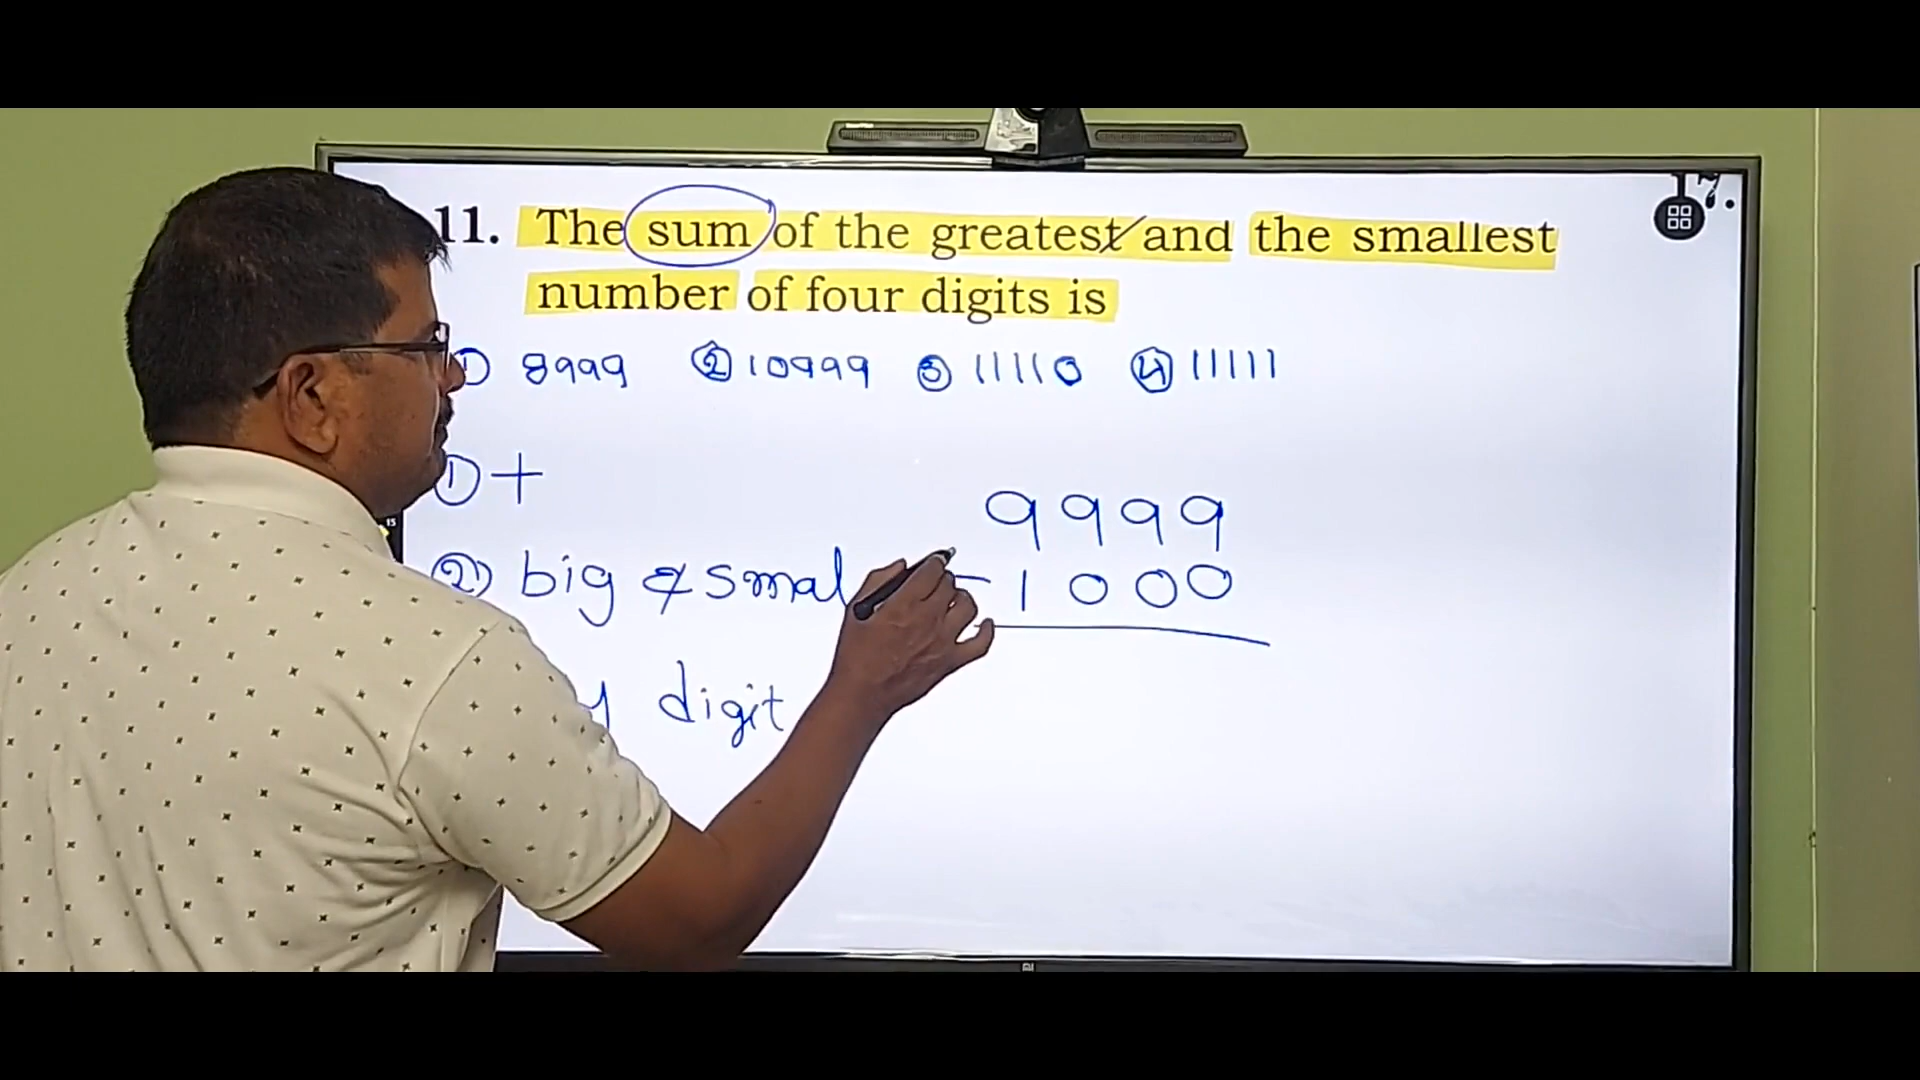 11. The sum of the greatest and the smallest
number of four digits is
17.
① 8999 ② 10999 ③ 11110 ④ 11111
① +
② big & small
digit
9999
1000